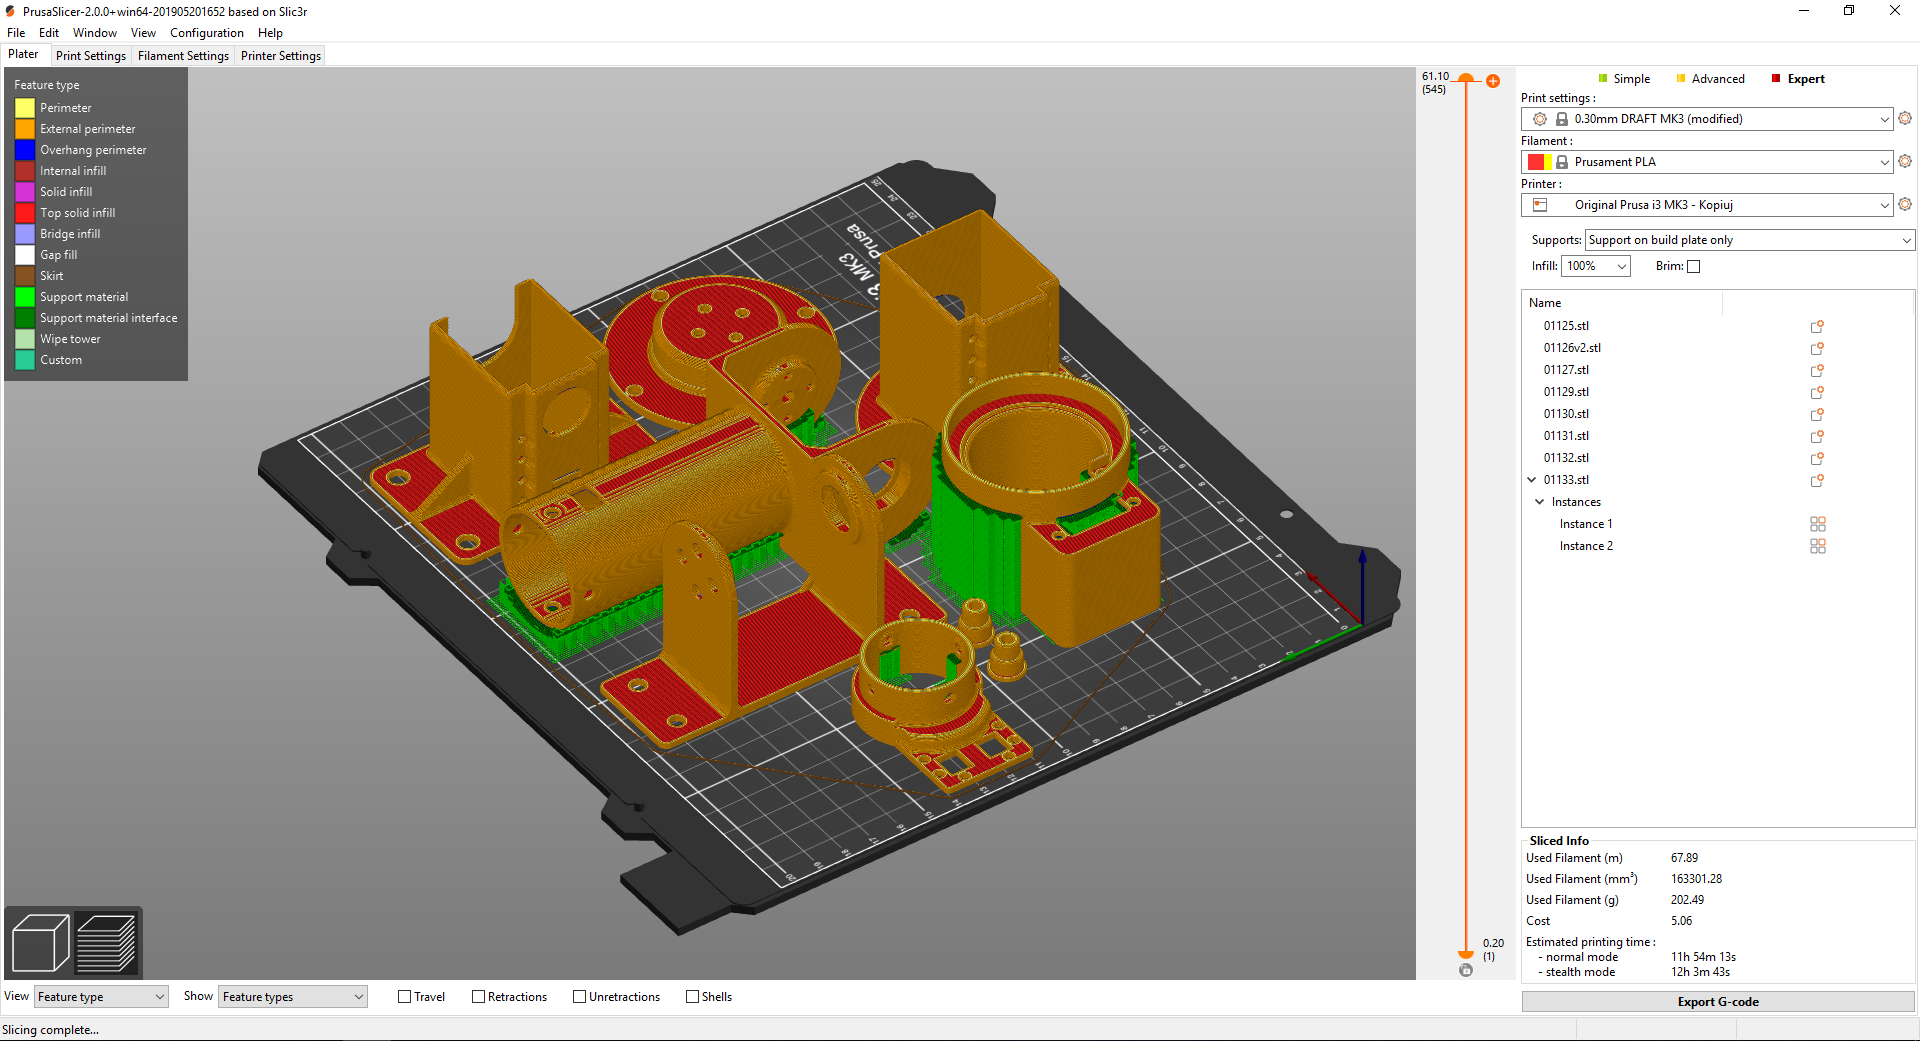 PrusaSlicer-2.0.0+win64-201905201652 based on Slic3r
File Edit Window View Configuration Help
Plater Print Settings Filament Settings Printer Settings
Feature type
Perimeter
External perimeter
Overhang perimeter
Internal infill
Solid infill
Top solid infill
Bridge infill
Gap fill
Skirt
Support material
Support material interface
Wipe tower
Custom
i3 MK3
Prusa
61.10
(545)
0.20
(1)
Simple Advanced Expert
Print settings :
0.30mm DRAFT MK3 (modified)
Filament :
Prusament PLA
Printer :
Original Prusa i3 MK3 - Kopiuj
Supports: Support on build plate only
Infill: 100% Brim:
Name
01125.stl
01126v2.stl
01127.stl
01129.stl
01130.stl
01131.stl
01132.stl
01133.stl
Instances
Instance 1
Instance 2
Sliced Info
Used Filament (m) 67.89
Used Filament (mm³) 163301.28
Used Filament (g) 202.49
Cost 5.06
Estimated printing time :
- normal mode 11h 54m 13s
- stealth mode 12h 3m 43s
Export G-code
View Feature type Show Feature types Travel Retractions Unretractions Shells
Slicing complete...